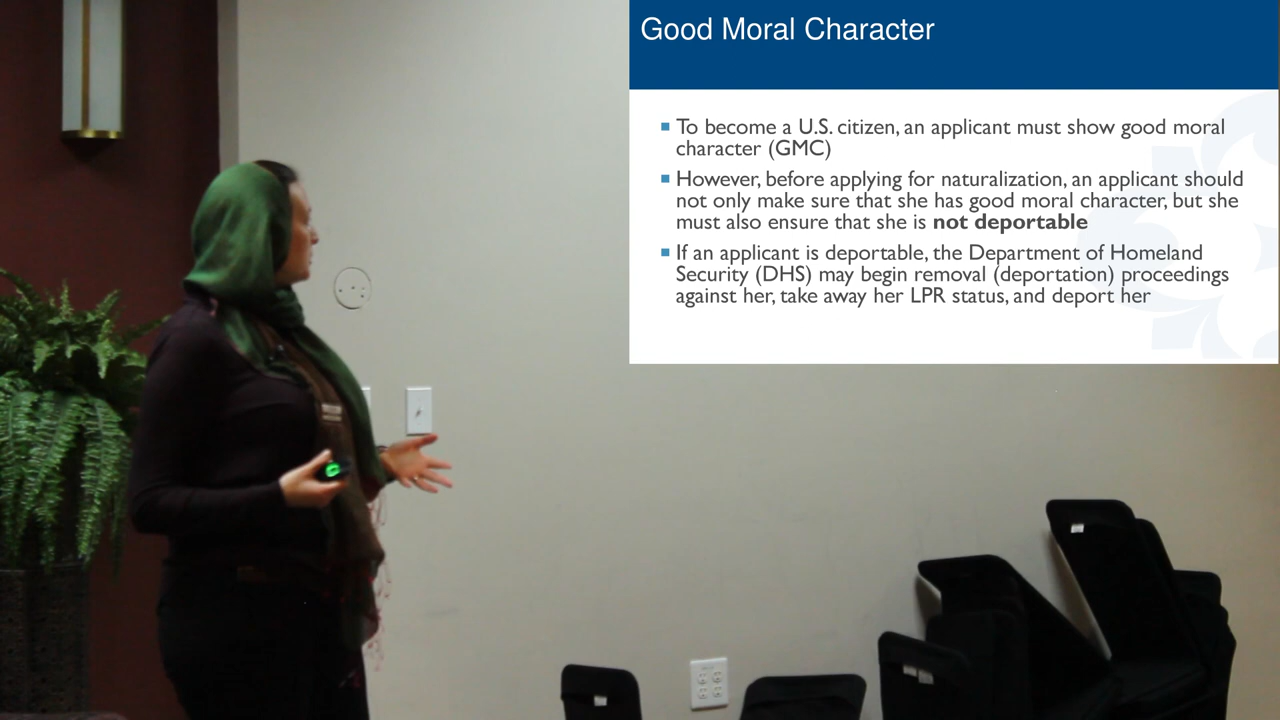 Good Moral Character
To become a U.S. citizen, an applicant must show good moral
character (GMC)
However, before applying for naturalization, an applicant should
not only make sure that she has good moral character, but she
must also ensure that she is not deportable
If an applicant is deportable, the Department of Homeland
Security (DHS) may begin removal (deportation) proceedings
against her, take away her LPR status, and deport her